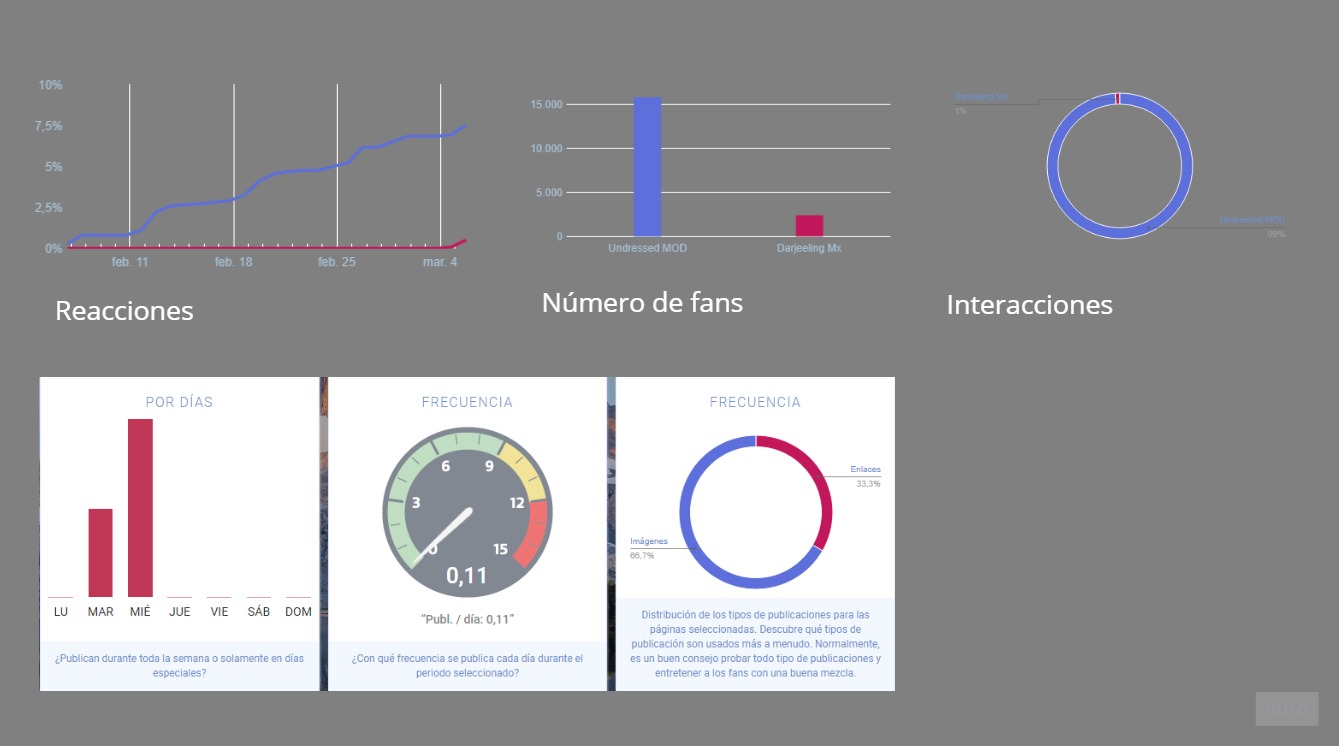 10%
7,5%
5%
2,5%
0%
feb. 11
feb. 18
feb. 25
mar. 4
Reacciones
15.000
10.000
5.000
0
Undressed MOD
Darjeeling Mx
Número de fans
Darjeeling Mx
1%
Undressed MOD
99%
Interacciones
POR DÍAS
LU
MAR
MIÉ
JUE
VIE
SÁB
DOM
¿Publican durante toda la semana o solamente en días
especiales?
FRECUENCIA
0
3
6
9
12
15
0,11
"Publ. / día: 0,11"
¿Con qué frecuencia se publica cada día durante el
periodo seleccionado?
FRECUENCIA
Enlaces
33,3%
Imágenes
66,7%
Distribución de los tipos de publicaciones para las
páginas seleccionadas. Descubre qué tipos de
publicación son usados más a menudo. Normalmente,
es un buen consejo probar todo tipo de publicaciones y
entretener a los fans con una buena mezcla.
miro